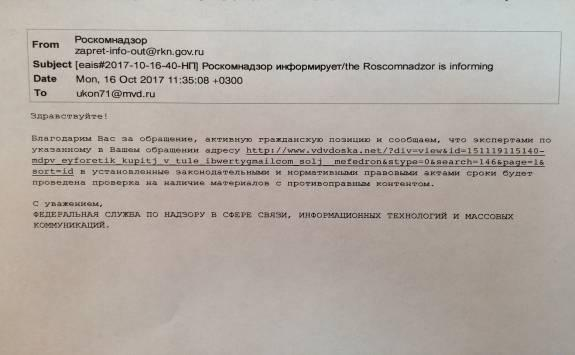 From Роскомнадзор
zapret-info-out@rkn.gov.ru
Subject [eais#2017-10-16-40-НП] Роскомнадзор информирует/the Roscomnadzor is informing
Date Mon, 16 Oct 2017 11:35:08 +0300
To ukon71@mvd.ru
Здравствуйте!
Благодарим Вас за обращение, активную гражданскую позицию и сообщаем, что экспертами по
указанному в Вашем обращении адресу http://www.vdvdoska.net/?div=view&id=151119115140-
mdpv_eyforetik_kupitj_v_tule_ibwertygmailcom_solj__mefedron&stype=0&search=146&page=1&
sort=id в установленные законодательными и нормативными правовыми актами сроки будет
проведена проверка на наличие материалов с противоправным контентом.
С уважением,
ФЕДЕРАЛЬНАЯ СЛУЖБА ПО НАДЗОРУ В СФЕРЕ СВЯЗИ, ИНФОРМАЦИОННЫХ ТЕХНОЛОГИЙ И МАССОВЫХ
КОММУНИКАЦИЙ.